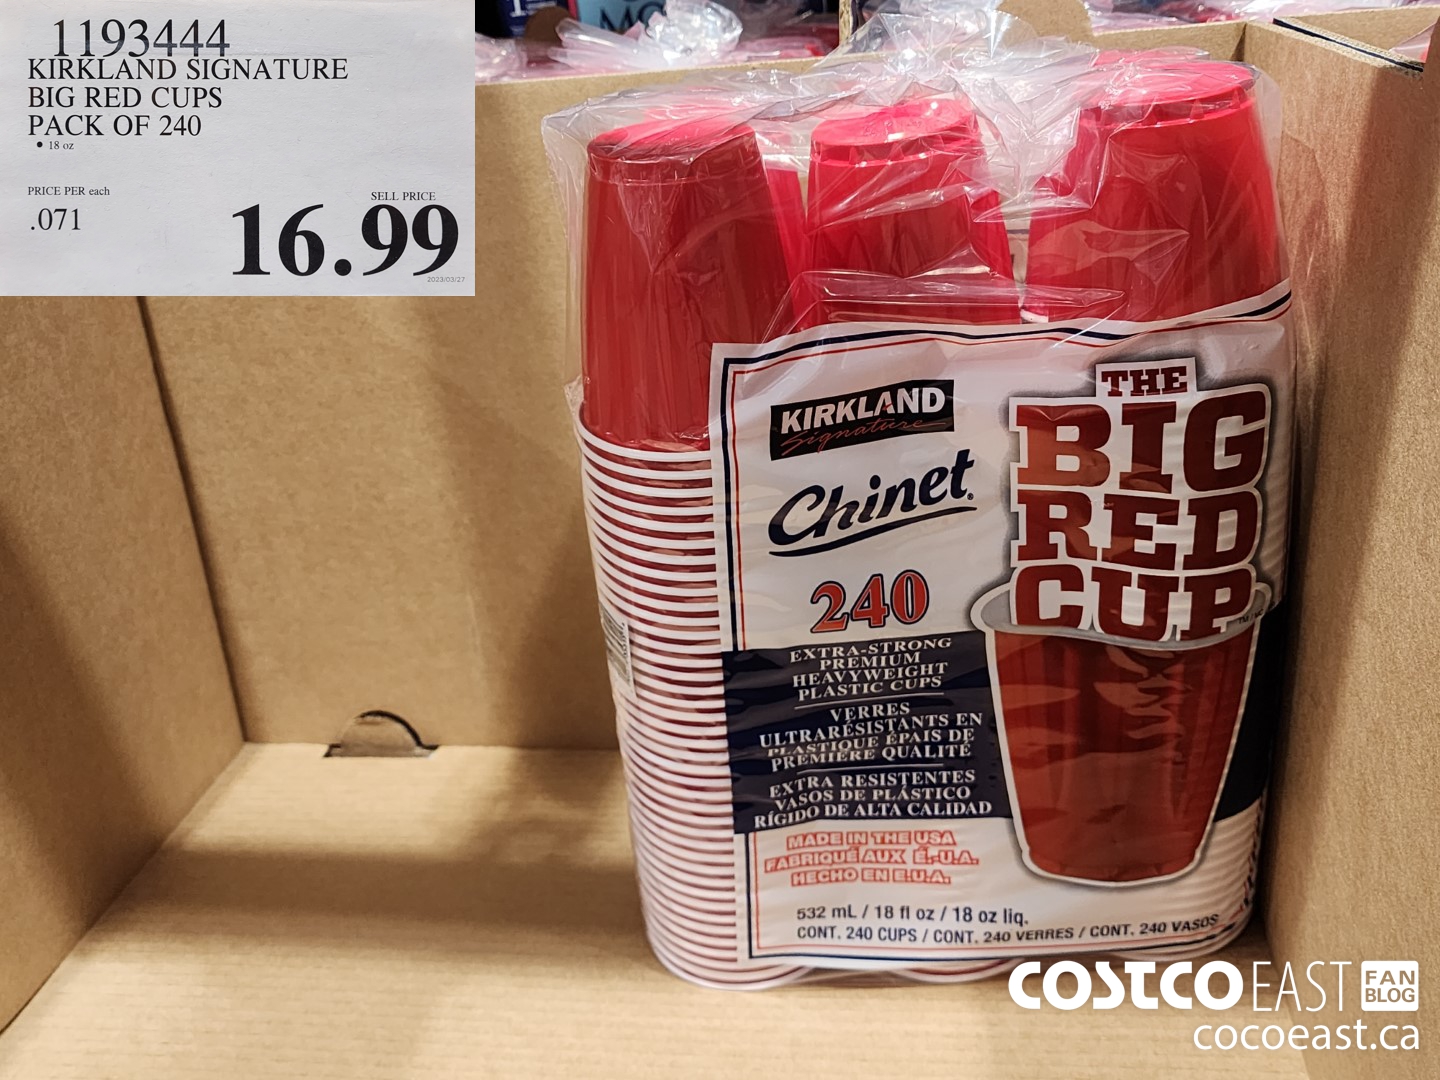 1193444
KIRKLAND SIGNATURE
BIG RED CUPS
PACK OF 240
• 18 oz
PRICE PER each
.071
SELL PRICE
16.99
2023/03/27
KIRKLAND
Signature
Chinet®
240
EXTRA-STRONG
PREMIUM
HEAVYWEIGHT
PLASTIC CUPS
VERRES
ULTRARÉSISTANTS EN
PLASTIQUE ÉPAIS DE
PREMIÈRE QUALITÉ
EXTRA RESISTENTES
VASOS DE PLÁSTICO
RÍGIDO DE ALTA CALIDAD
MADE IN THE USA
FABRIQUÉ AUX É.-U.A.
HECHO EN E.U.A.
532 mL / 18 fl oz / 18 oz liq.
CONT. 240 CUPS / CONT. 240 VERRES / CONT. 240 VASOS
THE
BIG
RED
CUP
COSTCO EAST FAN BLOG
cocoeast.ca